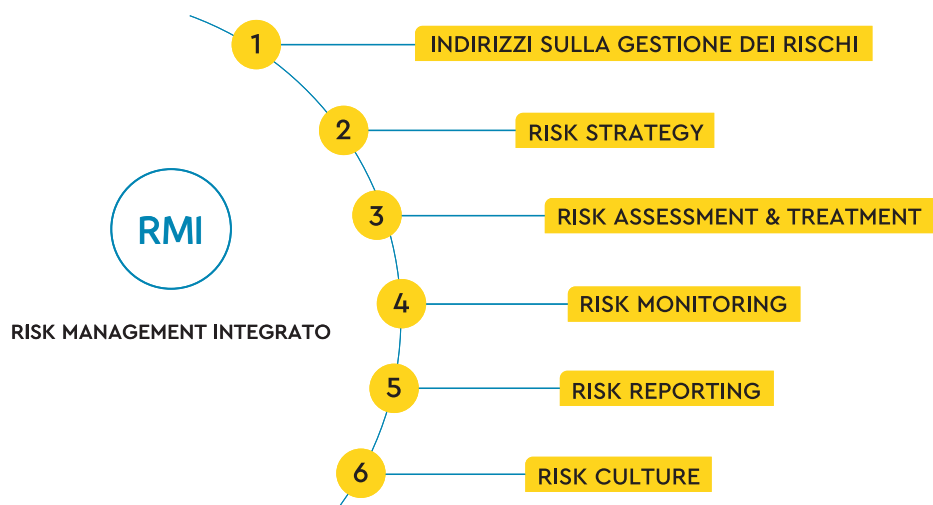 1
INDIRIZZI SULLA GESTIONE DEI RISCHI
2
RISK STRATEGY
3
RISK ASSESSMENT & TREATMENT
RMI
4
RISK MONITORING
RISK MANAGEMENT INTEGRATO
5
RISK REPORTING
6
RISK CULTURE